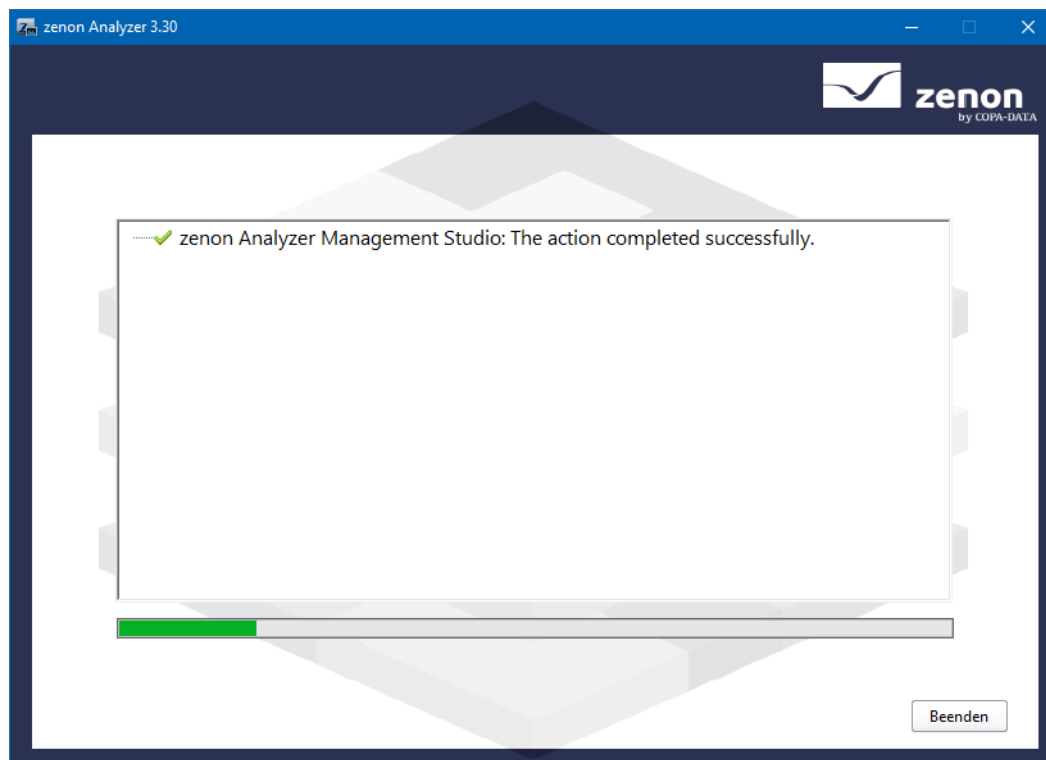 zenon Analyzer 3.30
zenon
by COPA-DATA
zenon Analyzer Management Studio: The action completed successfully.
Beenden